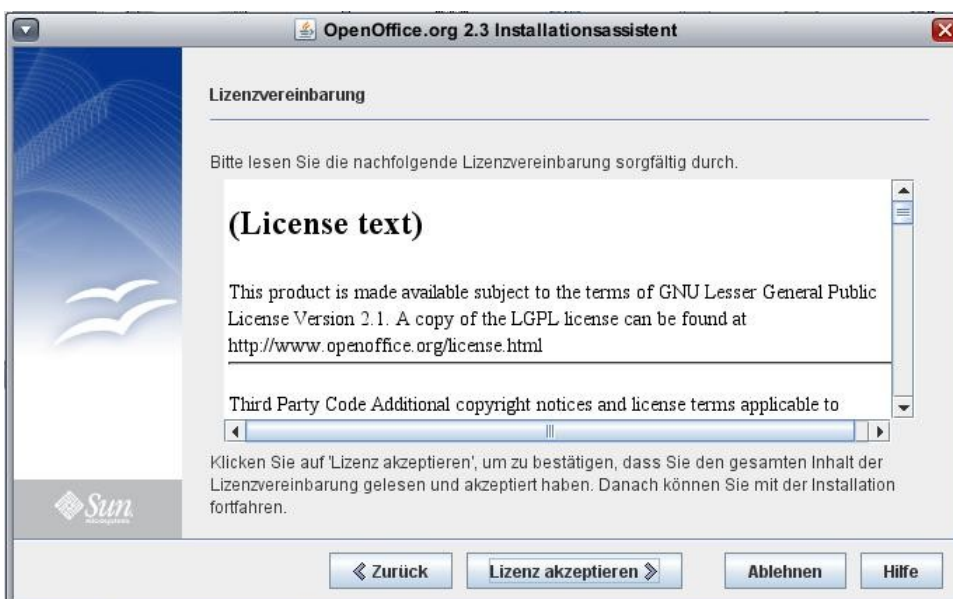 OpenOffice.org 2.3 Installationsassistent
Lizenzvereinbarung
Bitte lesen Sie die nachfolgende Lizenzvereinbarung sorgfältig durch.
(License text)
This product is made available subject to the terms of GNU Lesser General Public
License Version 2.1. A copy of the LGPL license can be found at
http://www.openoffice.org/license.html
Third Party Code Additional copyright notices and license terms applicable to
Klicken Sie auf 'Lizenz akzeptieren', um zu bestätigen, dass Sie den gesamten Inhalt der
Lizenzvereinbarung gelesen und akzeptiert haben. Danach können Sie mit der Installation
fortfahren.
Sun
microsystems
Zurück
Lizenz akzeptieren
Ablehnen
Hilfe